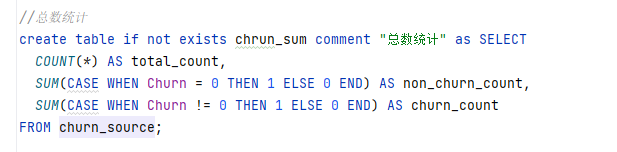 //总数统计
create table if not exists chrun_sum comment "总数统计" as SELECT
COUNT(*) AS total_count,
SUM(CASE WHEN Churn = 0 THEN 1 ELSE 0 END) AS non_churn_count,
SUM(CASE WHEN Churn != 0 THEN 1 ELSE 0 END) AS churn_count
FROM churn_source;